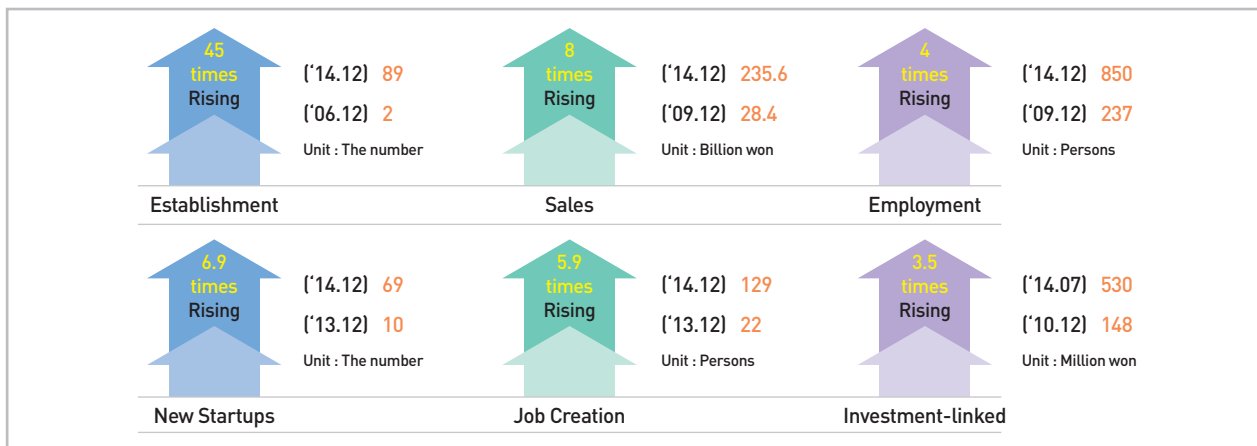 45
times
Rising
(‘14.12) 89
(‘06.12) 2
Unit : The number
Establishment
8
times
Rising
(‘14.12) 235.6
(‘09.12) 28.4
Unit : Billion won
Sales
4
times
Rising
(‘14.12) 850
(‘09.12) 237
Unit : Persons
Employment
6.9
times
Rising
(‘14.12) 69
(‘13.12) 10
Unit : The number
New Startups
5.9
times
Rising
(‘14.12) 129
(‘13.12) 22
Unit : Persons
Job Creation
3.5
times
Rising
(‘14.07) 530
(‘10.12) 148
Unit : Million won
Investment-linked